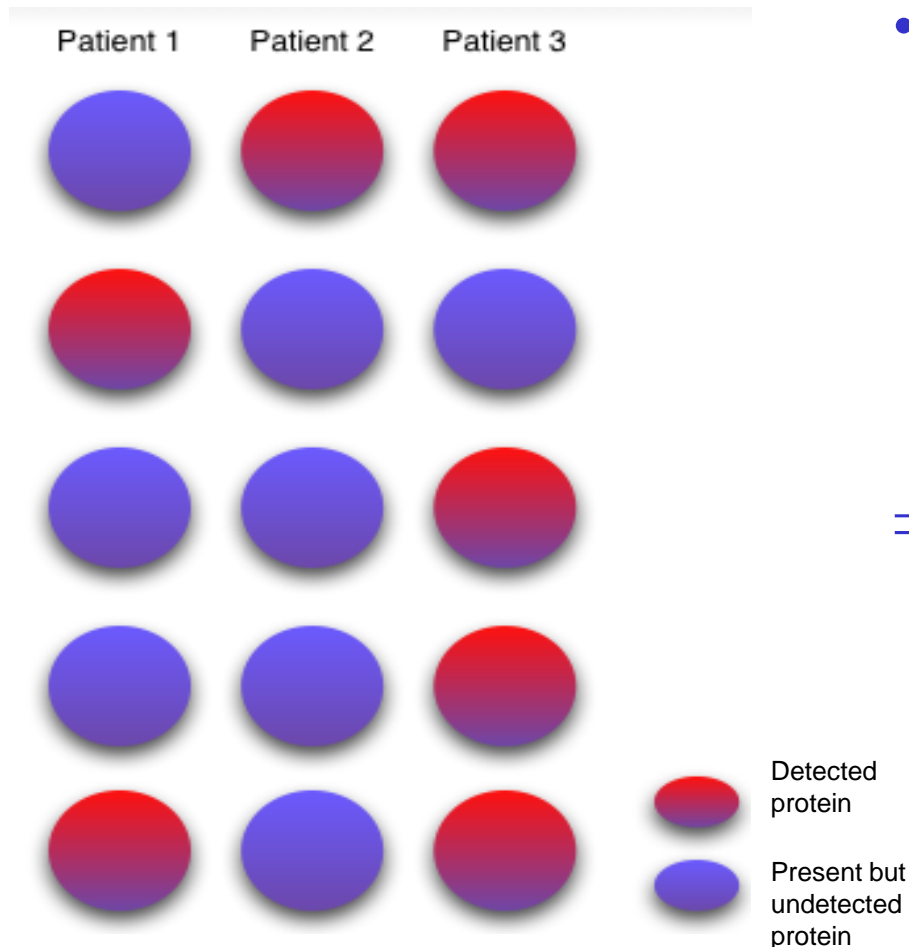 Patient 1 Patient 2 Patient 3
Detected
protein
Present but
undetected
protein